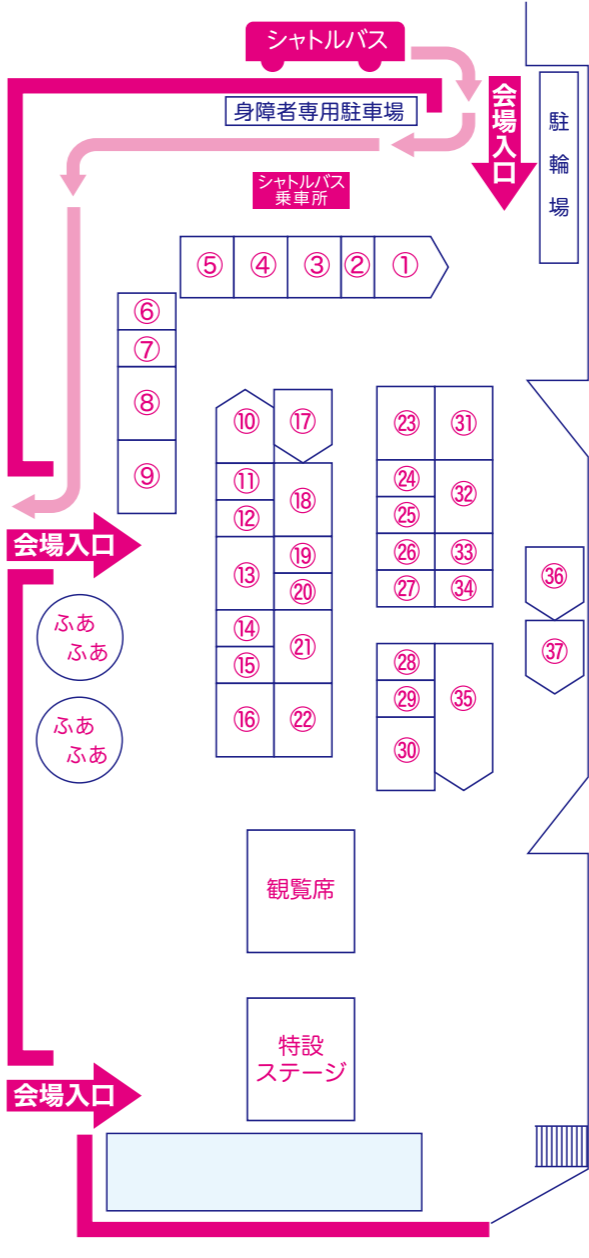 シャトルバス
身障者専用駐車場
会場入口
駐輪場
シャトルバス
乗車所
⑤
④
③
②
①
⑥
⑦
⑧
⑨
⑩
⑪
⑫
⑬
⑭
⑮
⑯
⑰
⑱
⑲
⑳
㉑
㉒
㉓
㉔
㉕
㉖
㉗
㉘
㉙
㉚
㉛
㉜
㉝
㉞
㉟
㊱
㊲
会場入口
ふあ
ふあ
ふあ
ふあ
観覧席
特設
ステージ
会場入口